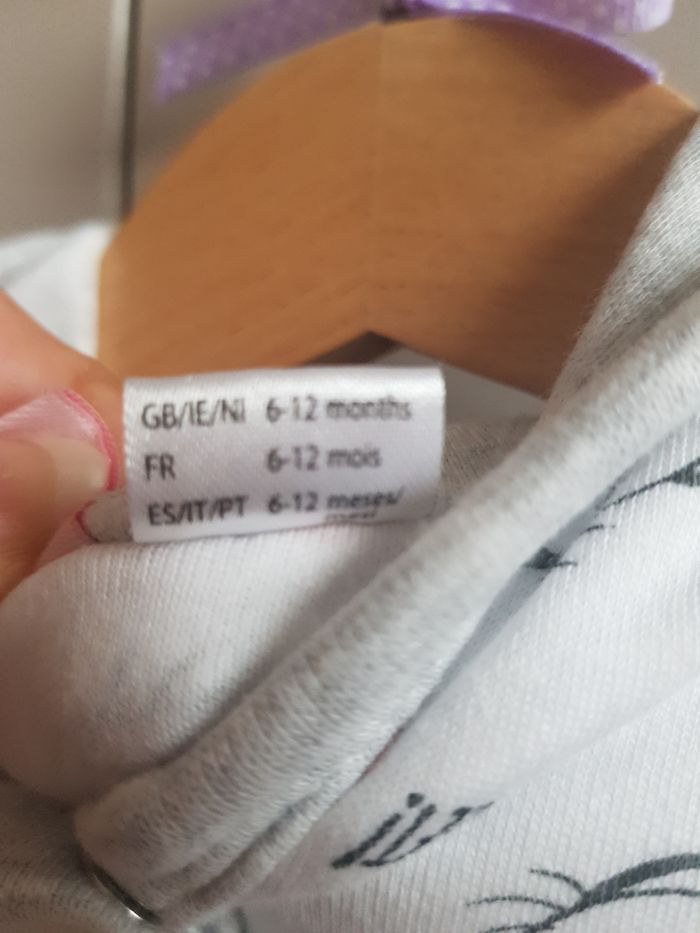 GB/IE/NI 6-12 months
FR 6-12 mois
ES/IT/PT 6-12 meses/